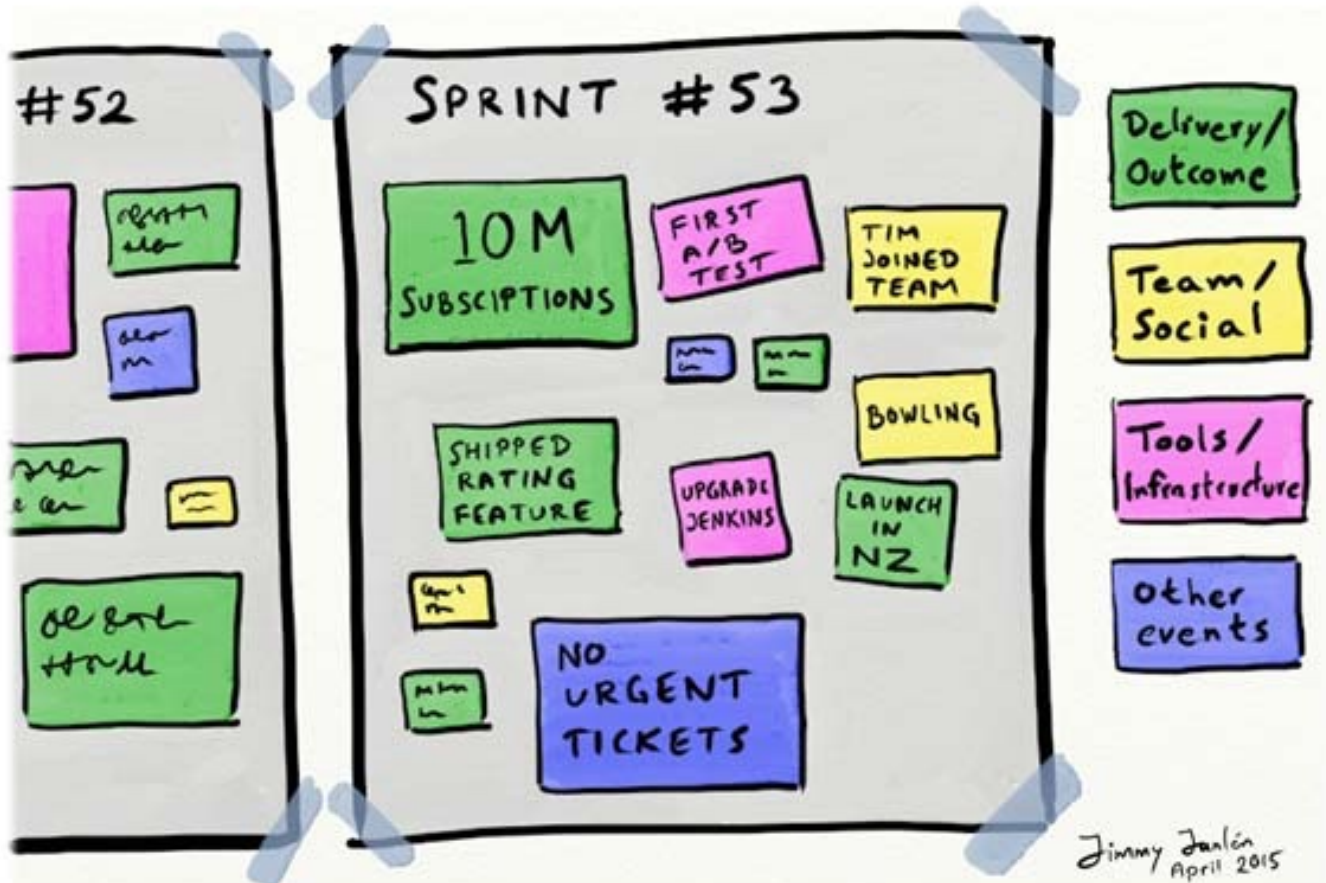 #52
SPRINT #53
10M
SUBSCIPTIONS
FIRST
A/B
TEST
TIM
JOINED
TEAM
BOWLING
SHIPPED
RATING
FEATURE
UPGRADE
JENKINS
LAUNCH
IN
NZ
NO
URGENT
TICKETS
Delivery/
Outcome
Team/
Social
Tools/
Infrastructure
Other
events
Jimmy Janlén
April 2015